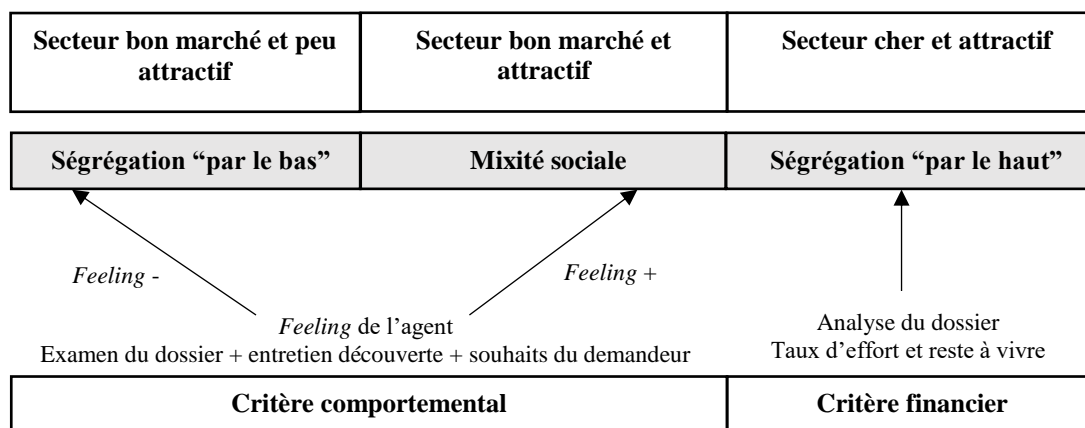 Secteur bon marché et peu
attractif
Secteur bon marché et
attractif
Secteur cher et attractif
Ségrégation “par le bas”
Mixité sociale
Ségrégation “par le haut”
Feeling -
Feeling +
Feeling de l’agent
Examen du dossier + entretien découverte + souhaits du demandeur
Analyse du dossier
Taux d’effort et reste à vivre
Critère comportemental
Critère financier